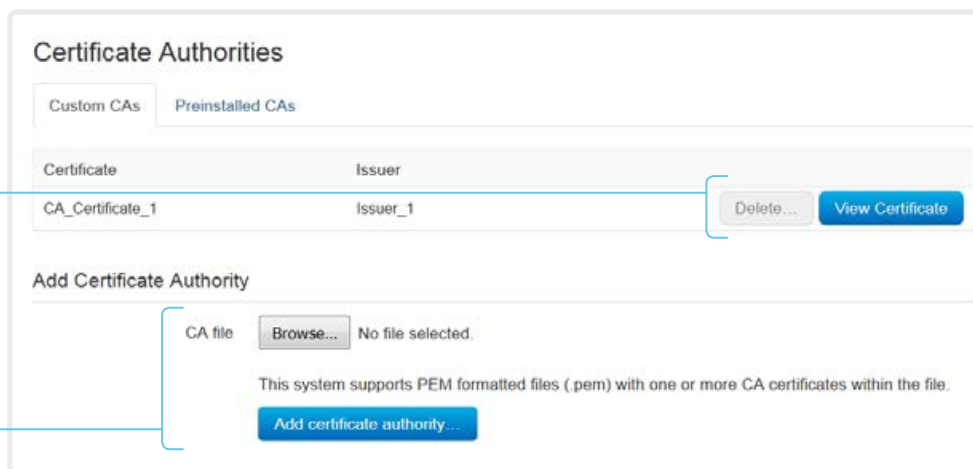 Certificate Authorities
Custom CAs Preinstalled CAs
Certificate Issuer
CA_Certificate_1 Issuer_1 Delete... View Certificate
Add Certificate Authority
CA file Browse... No file selected.
This system supports PEM formatted files (.pem) with one or more CA certificates within the file.
Add certificate authority...